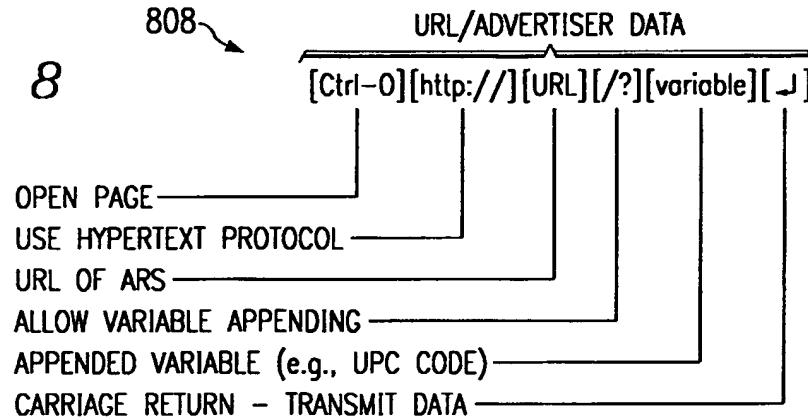 808
URL/ADVERTISER DATA
8
[Ctrl-O][http://][URL][/?][variable][↲]
OPEN PAGE
USE HYPERTEXT PROTOCOL
URL OF ARS
ALLOW VARIABLE APPENDING
APPENDED VARIABLE (e.g., UPC CODE)
CARRIAGE RETURN - TRANSMIT DATA